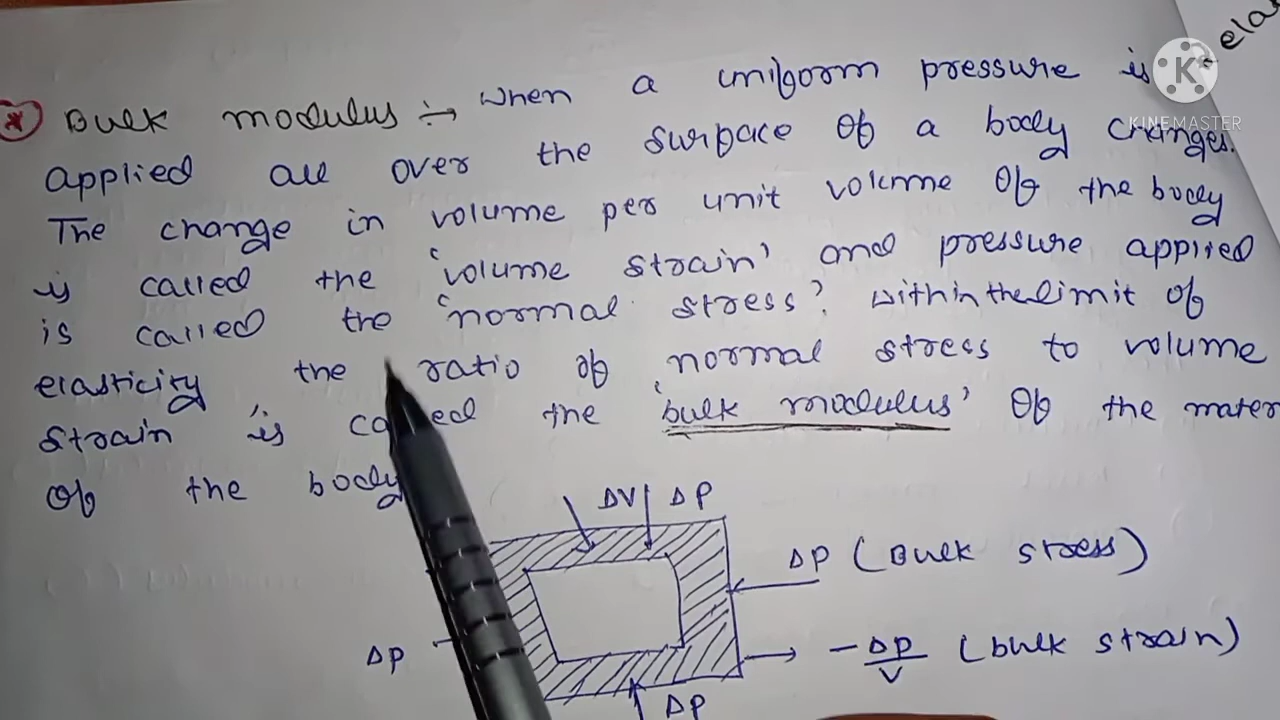 ela
* Bulk modulus :→ When a uniform pressure is
applied all over the surface of a body changes.
The change in volume per unit volume of the body
is called the 'volume strain' and pressure applied
is called the 'normal stress'. Within the limit of
elasticity the ratio of normal stress to volume
strain is called the 'bulk modulus' of the mater
of the body
ΔV ΔP
ΔP (Bulk stress)
ΔP
-ΔP/V (bulk strain)
ΔP
K
KINEMASTER